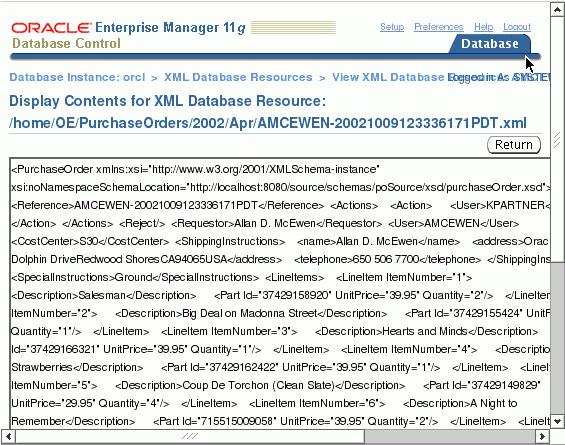 ORACLE Enterprise Manager 11g
Database Control
Setup Preferences Help Logout
Database
Database Instance: orcl > XML Database Resources > View XML Database
Display Contents for XML Database Resource:
/home/OE/PurchaseOrders/2002/Apr/AMCEWEN-20021009123336171PDT.xml
Return
<PurchaseOrder xmlns:xsi="http://www.w3.org/2001/XMLSchema-instance"
xsi:noNamespaceSchemaLocation="http://localhost:8080/source/schemas/poSource/xsd/purchaseOrder.xsd">
<Reference>AMCEWEN-20021009123336171PDT</Reference> <Actions> <Action> <User>KPARTNER<
</Action> </Actions> <Reject/> <Requestor>Allan D. McEwen</Requestor> <User>AMCEWEN</User>
<CostCenter>S30</CostCenter> <ShippingInstructions> <name>Allan D. McEwen</name> <address>Orac
Dolphin DriveRedwood ShoresCA94065USA</address> <telephone>650 506 7700</telephone> </ShippingIns
<SpecialInstructions>Ground</SpecialInstructions> <LineItems> <LineItem ItemNumber="1">
<Description>Salesman</Description> <Part Id="37429158920" UnitPrice="39.95" Quantity="2"/> </LineItem
ItemNumber="2"> <Description>Big Deal on Madonna Street</Description> <Part Id="37429155424" UnitP
Quantity="1"/> </LineItem> <LineItem ItemNumber="3"> <Description>Hearts and Minds</Description>
Id="37429166321" UnitPrice="39.95" Quantity="1"/> </LineItem> <LineItem ItemNumber="4"> <Descriptio
Strawberries</Description> <Part Id="37429162422" UnitPrice="39.95" Quantity="1"/> </LineItem> <Line
ItemNumber="5"> <Description>Coup De Torchon (Clean Slate)</Description> <Part Id="37429149829"
UnitPrice="29.95" Quantity="4"/> </LineItem> <LineItem ItemNumber="6"> <Description>A Night to
Remember</Description> <Part Id="715515009058" UnitPrice="39.95" Quantity="2"/> </LineItem> <LineI